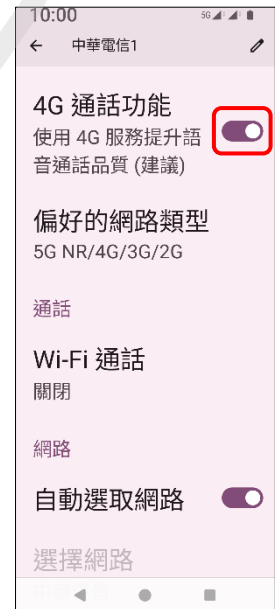 10:00 5G
中華電信1
4G 通話功能
使用 4G 服務提升語
音通話品質 (建議)
偏好的網路類型
5G NR/4G/3G/2G
通話
Wi-Fi 通話
關閉
網路
自動選取網路
選擇網路